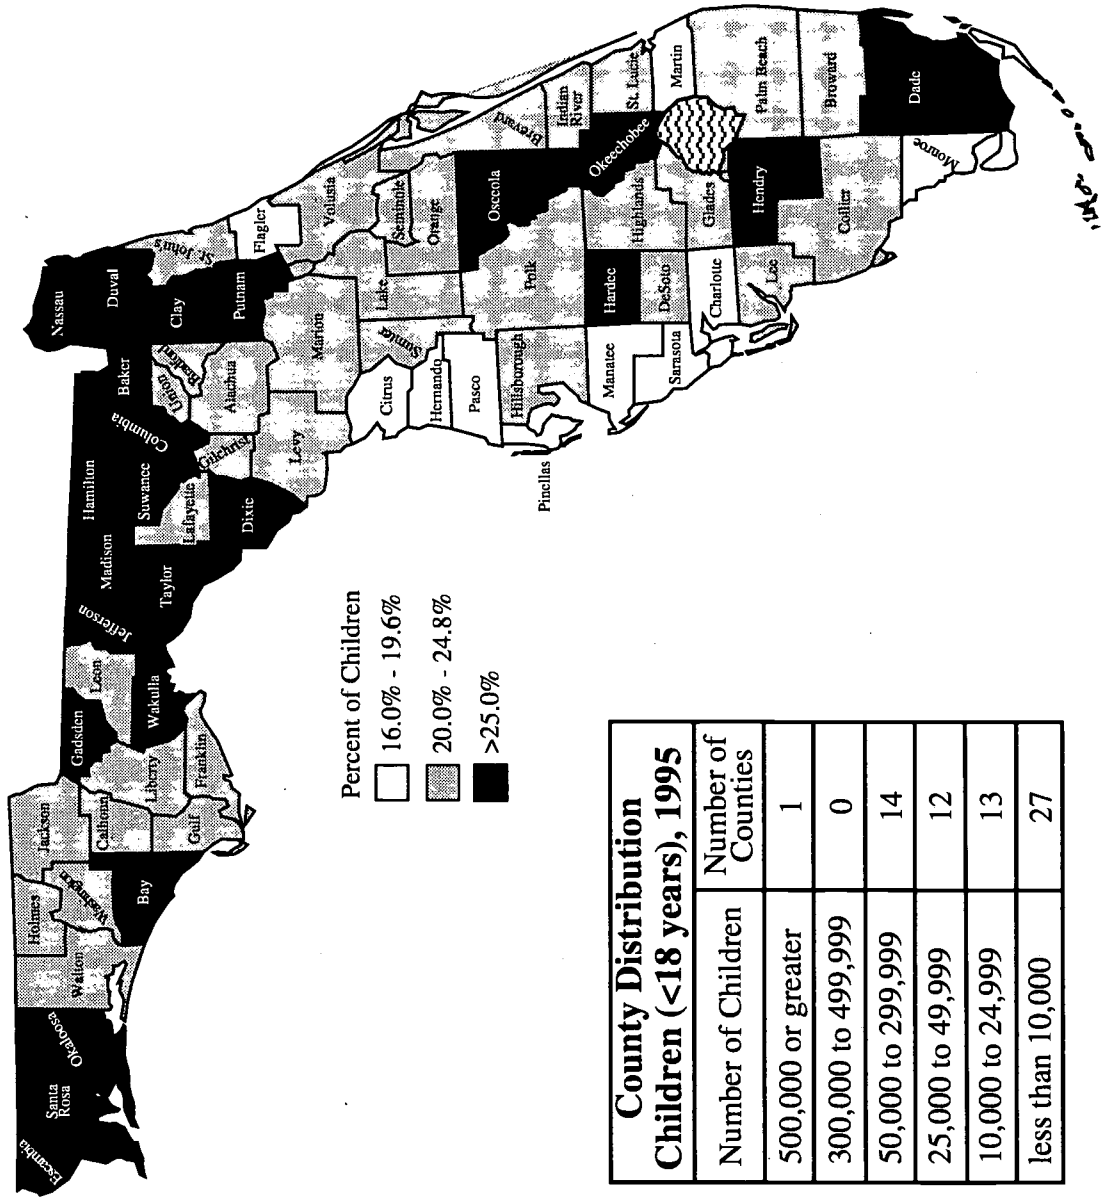 Escambia
Santa
Rosa
Okaloosa
Walton
Holmes
Washington
Bay
Jackson
Calhoun
Gulf
Liberty
Franklin
Gadsden
Leon
Wakulla
Jefferson
Madison
Taylor
Hamilton
Suwanee
Lafayette
Dixie
Columbia
Gilchrist
Levy
Baker
Union
Bradford
Alachua
Nassau
Duval
Clay
Putnam
St. John's
Flagler
Marion
Volusia
Citrus
Sumter
Lake
Seminole
Orange
Hernando
Pasco
Hillsborough
Pinellas
Polk
Osceola
Brevard
Indian
River
Manatee
Hardee
Highlands
Okeechobee
St. Lucie
Sarasota
DeSoto
Martin
Charlotte
Glades
Lee
Hendry
Palm Beach
Collier
Broward
Monroe
Dade
Percent of Children
16.0% - 19.6%
20.0% - 24.8%
>25.0%
County Distribution
Children (<18 years), 1995
Number of Children Number of Counties
500,000 or greater 1
300,000 to 499,999 0
50,000 to 299,999 14
25,000 to 49,999 12
10,000 to 24,999 13
less than 10,000 27